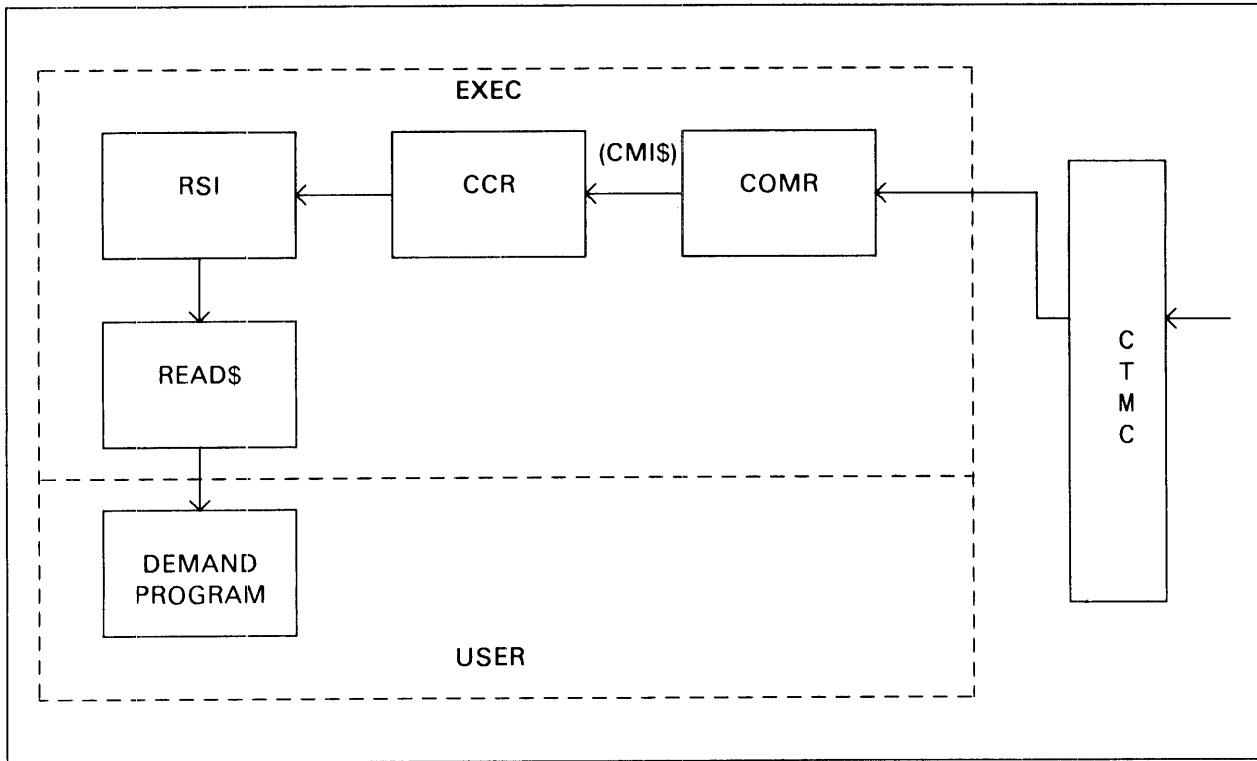 EXEC
RSI
CCR
(CMI$)
COMR
READ$
C
T
M
C
DEMAND
PROGRAM
USER